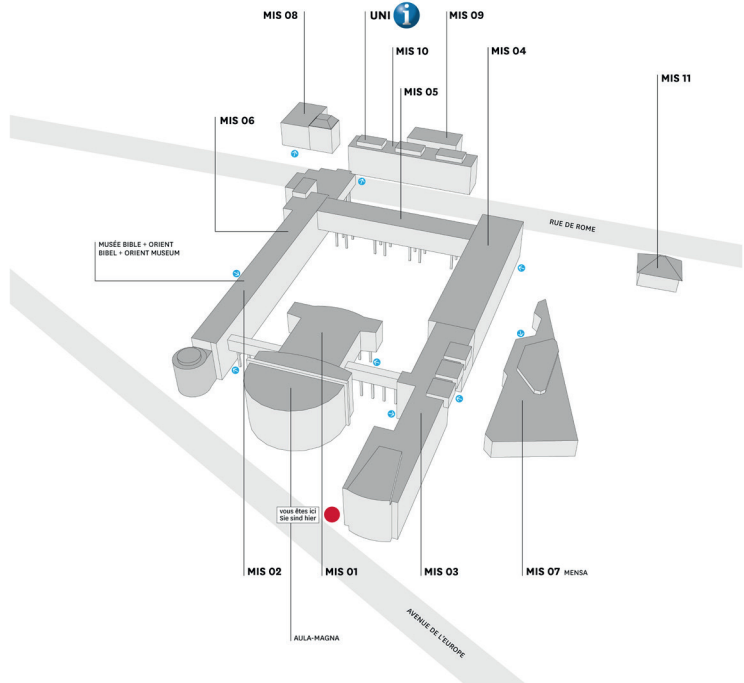 MIS 08
UNI i
MIS 09
MIS 10
MIS 04
MIS 05
MIS 11
MIS 06
RUE DE ROME
MUSÉE BIBLE + ORIENT
BIBEL + ORIENT MUSEUM
vous êtes ici
Sie sind hier
MIS 02
MIS 01
MIS 03
MIS 07 MENSA
AULA-MAGNA
AVENUE DE L'EUROPE